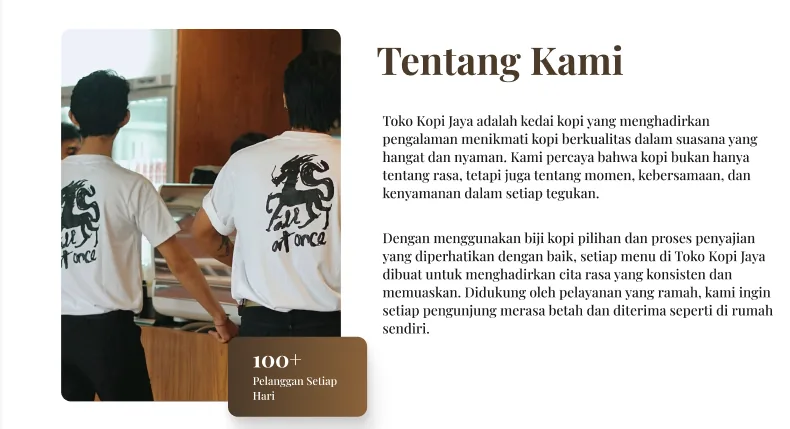 Tentang Kami
Toko Kopi Jaya adalah kedai kopi yang menghadirkan
pengalaman menikmati kopi berkualitas dalam suasana yang
hangat dan nyaman. Kami percaya bahwa kopi bukan hanya
tentang rasa, tetapi juga tentang momen, kebersamaan, dan
kenyamanan dalam setiap tegukan.
Dengan menggunakan biji kopi pilihan dan proses penyajian
yang diperhatikan dengan baik, setiap menu di Toko Kopi Jaya
dibuat untuk menghadirkan cita rasa yang konsisten dan
memuaskan. Didukung oleh pelayanan yang ramah, kami ingin
setiap pengunjung merasa betah dan diterima seperti di rumah
sendiri.
all
at once
all
at once
100+
Pelanggan Setiap
Hari